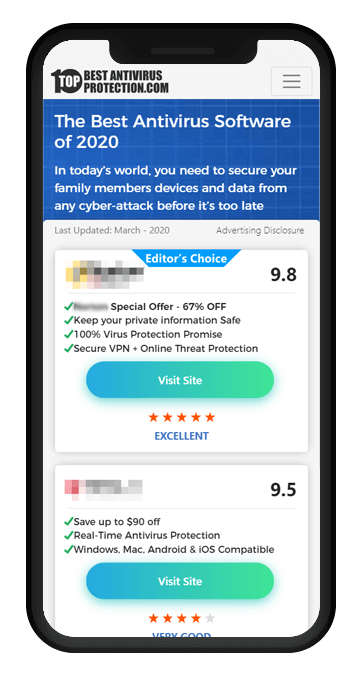 10 TOP BEST ANTIVIRUS
PROTECTION.COM
The Best Antivirus Software
of 2020
In today's world, you need to secure your
family members devices and data from
any cyber-attack before it's too late
Last Updated: March - 2020 Advertising Disclosure
Editor's Choice
9.8
Special Offer - 67% OFF
Keep your private information Safe
100% Virus Protection Promise
Secure VPN + Online Threat Protection
Visit Site
EXCELLENT
9.5
Save up to $90 off
Real-Time Antivirus Protection
Windows, Mac, Android & iOS Compatible
Visit Site
VERY GOOD